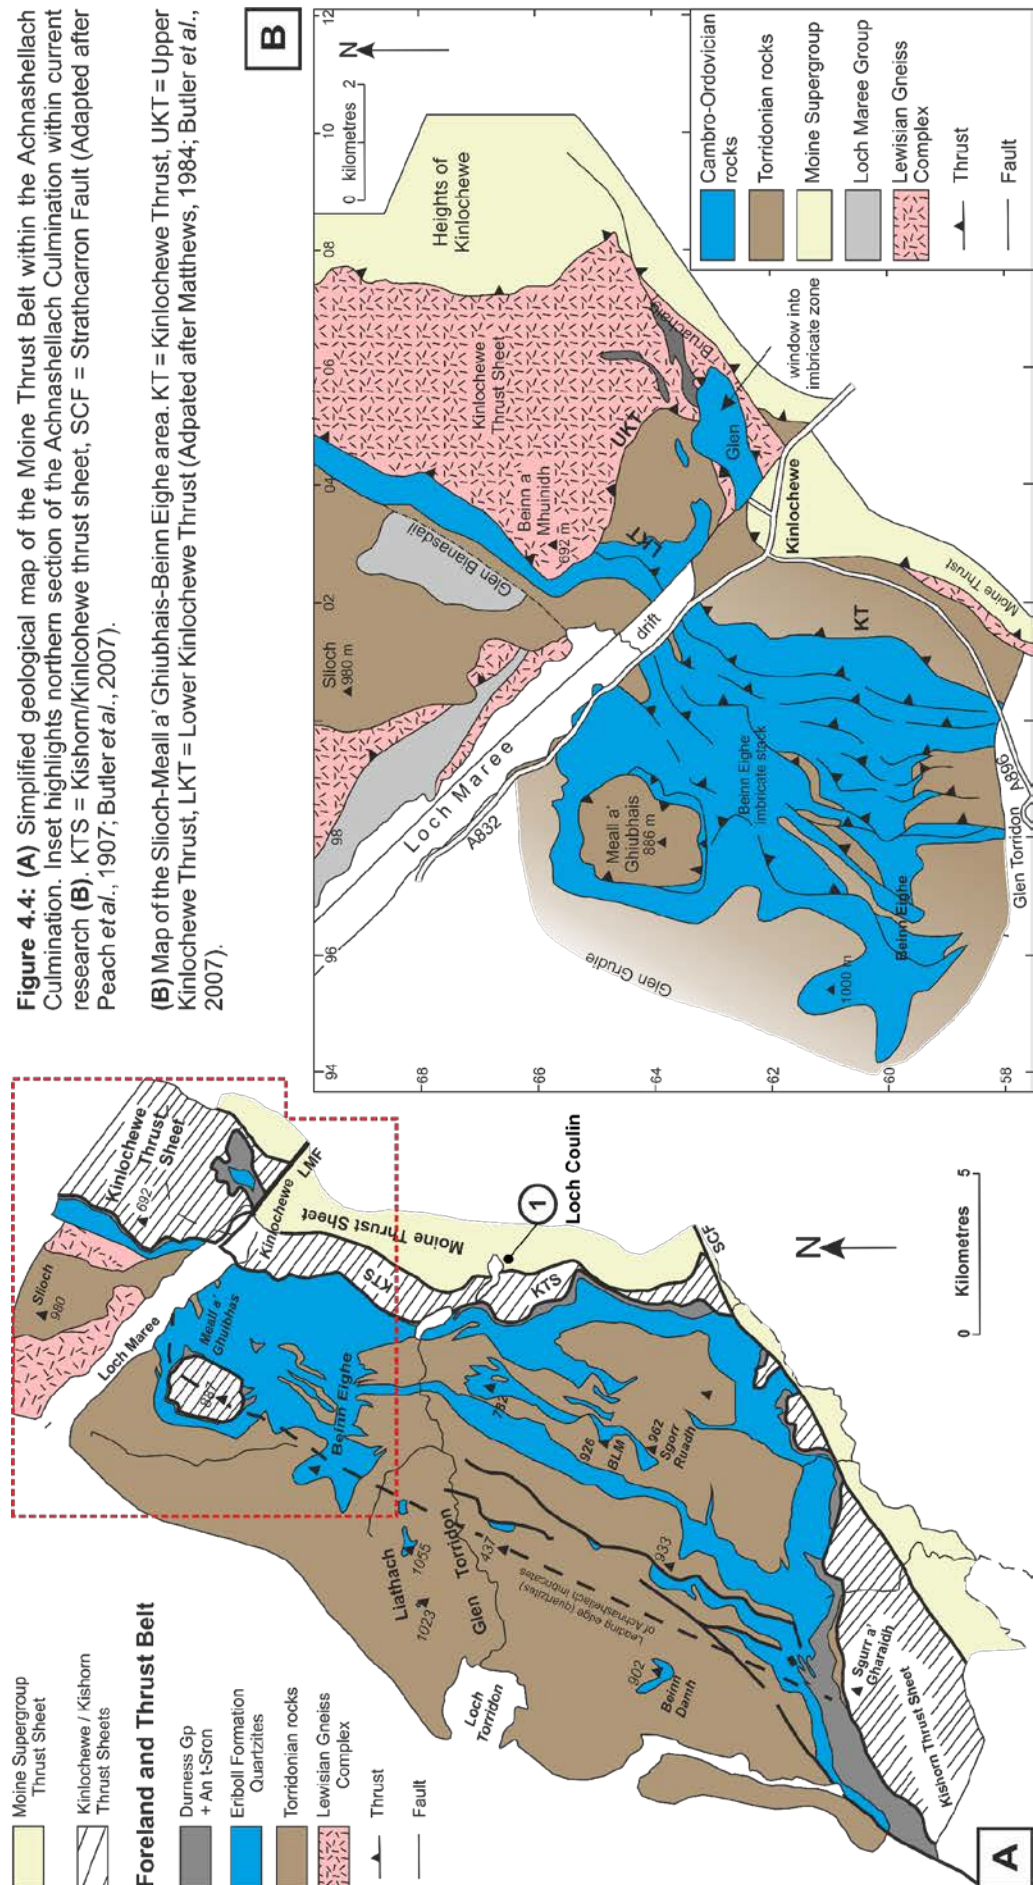 Figure 4.4: (A) Simplified geological map of the Moine Thrust Belt within the Achnashellach
Culmination. Inset highlights northern section of the Achnashellach Culmination within current
research (B). KTS = Kishorn/Kinlcohewe thrust sheet, SCF = Strathcarron Fault (Adapted after
Peach et al., 1907; Butler et al., 2007).
(B) Map of the Slioch-Meall a' Ghiubhais-Beinn Eighe area. KT = Kinlochewe Thrust, UKT = Upper
Kinlochewe Thrust, LKT = Lower Kinlochewe Thrust (Adpated after Matthews, 1984; Butler et al.,
2007).
Moine Supergroup
Thrust Sheet
Kinlochewe / Kishorn
Thrust Sheets
Foreland and Thrust Belt
Durness Gp
+ An t-Sron
Eriboll Formation
Quartzites
Torridonian rocks
Lewisian Gneiss
Complex
Thrust
Fault
A
Slioch
980
Loch Maree
Kinlochewe
Thrust
Sheet
692
Kinlochewe
LMF
Meall a'
Ghuibhas
887
Beinn Eighe
KTS
Moine Thrust Sheet
1
Loch Coulin
KTS
Liathach
1055
1023
Glen
Torridon
437
782
926
BLM
962
Sgorr
Ruadh
933
Leading edge (quartzites)
of Achnashellach imbricates
Loch
Torridon
902
Beinn
Damh
Sgurr a'
Gharaidh
Kishorn Thrust Sheet
SCF
N
0 5
Kilometres
B
N
0 2
kilometres
94
96
98
02
04
06
08
10
12
68
66
64
62
60
58
Slioch
980 m
Glen Bianasdail
Beinn a'
Mhuinidh
692 m
Kinlochewe
Thrust Sheet
Heights of
Kinlochewe
UKT
LKT
Glen
Bruachaig
window into
imbricate zone
Loch Maree
A832
drift
Kinlochewe
KT
Moine Thrust
Meall a'
Ghiubhais
886 m
Beinn Eighe
imbricate stack
Glen Grudie
Beinn Eighe
1000 m
Glen Torridon
A896
Cambro-Ordovician
rocks
Torridonian rocks
Moine Supergroup
Loch Maree Group
Lewisian Gneiss
Complex
Thrust
Fault